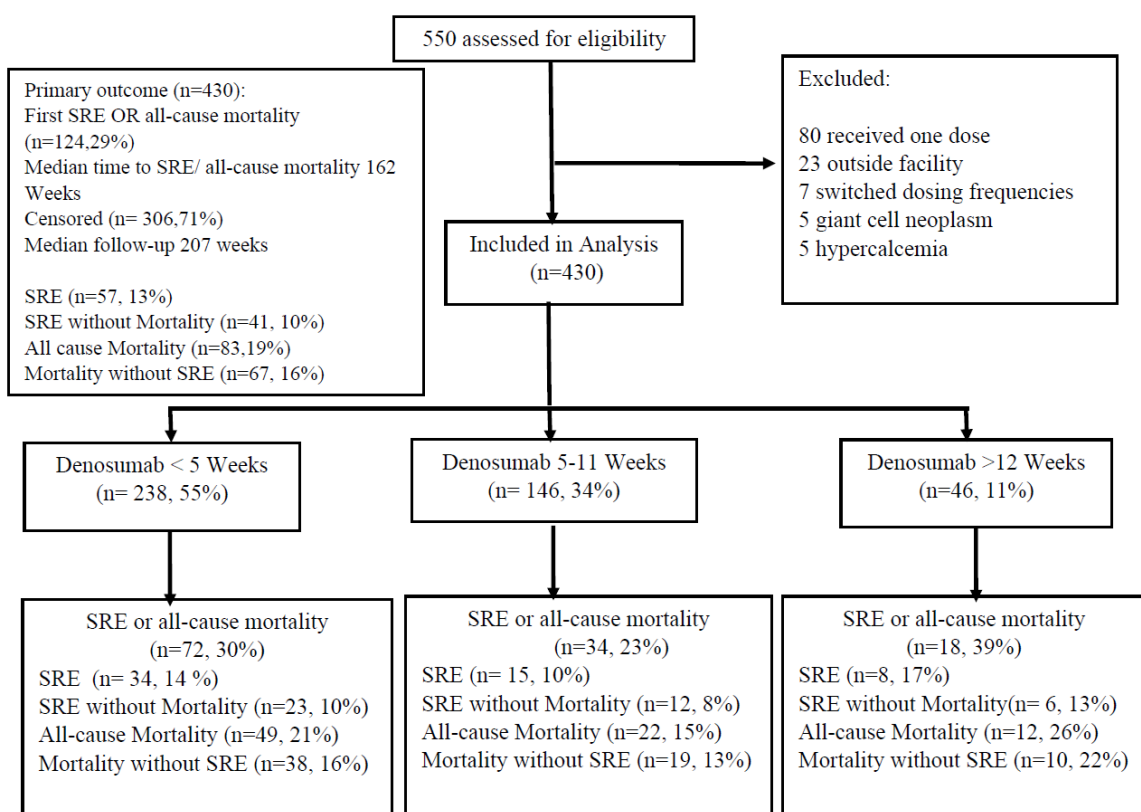 550 assessed for eligibility
Primary outcome (n=430):
First SRE OR all-cause mortality
(n=124,29%)
Median time to SRE/ all-cause mortality 162
Weeks
Censored (n= 306,71%)
Median follow-up 207 weeks
SRE (n=57, 13%)
SRE without Mortality (n=41, 10%)
All cause Mortality (n=83,19%)
Mortality without SRE (n=67, 16%)
Excluded:
80 received one dose
23 outside facility
7 switched dosing frequencies
5 giant cell neoplasm
5 hypercalcemia
Included in Analysis
(n=430)
Denosumab < 5 Weeks
(n= 238, 55%)
Denosumab 5-11 Weeks
(n= 146, 34%)
Denosumab >12 Weeks
(n=46, 11%)
SRE or all-cause mortality
(n=72, 30%)
SRE (n= 34, 14 %)
SRE without Mortality (n=23, 10%)
All-cause Mortality (n=49, 21%)
Mortality without SRE (n=38, 16%)
SRE or all-cause mortality
(n=34, 23%)
SRE (n= 15, 10%)
SRE without Mortality (n=12, 8%)
All-cause Mortality (n=22, 15%)
Mortality without SRE (n=19, 13%)
SRE or all-cause mortality
(n=18, 39%)
SRE (n=8, 17%)
SRE without Mortality(n= 6, 13%)
All-cause Mortality (n=12, 26%)
Mortality without SRE (n=10, 22%)